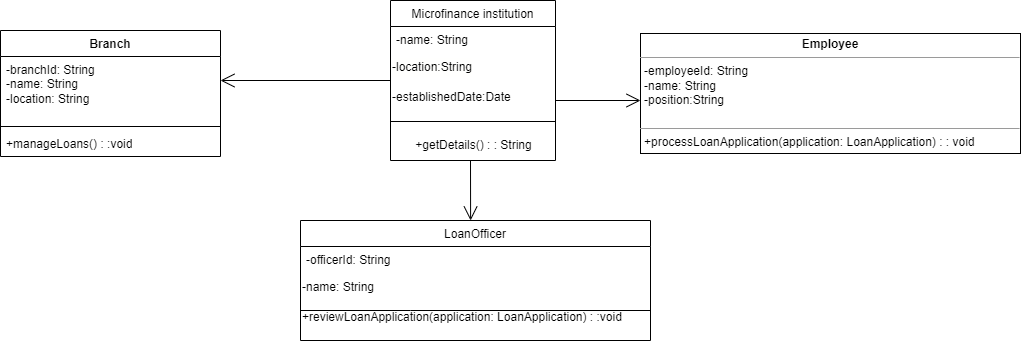 Microfinance institution
-name: String
-location:String
-establishedDate:Date
+getDetails() : : String
Branch
-branchId: String
-name: String
-location: String
+manageLoans() : :void
Employee
-employeeId: String
-name: String
-position:String
+processLoanApplication(application: LoanApplication) : : void
LoanOfficer
-officerId: String
-name: String
+reviewLoanApplication(application: LoanApplication) : :void